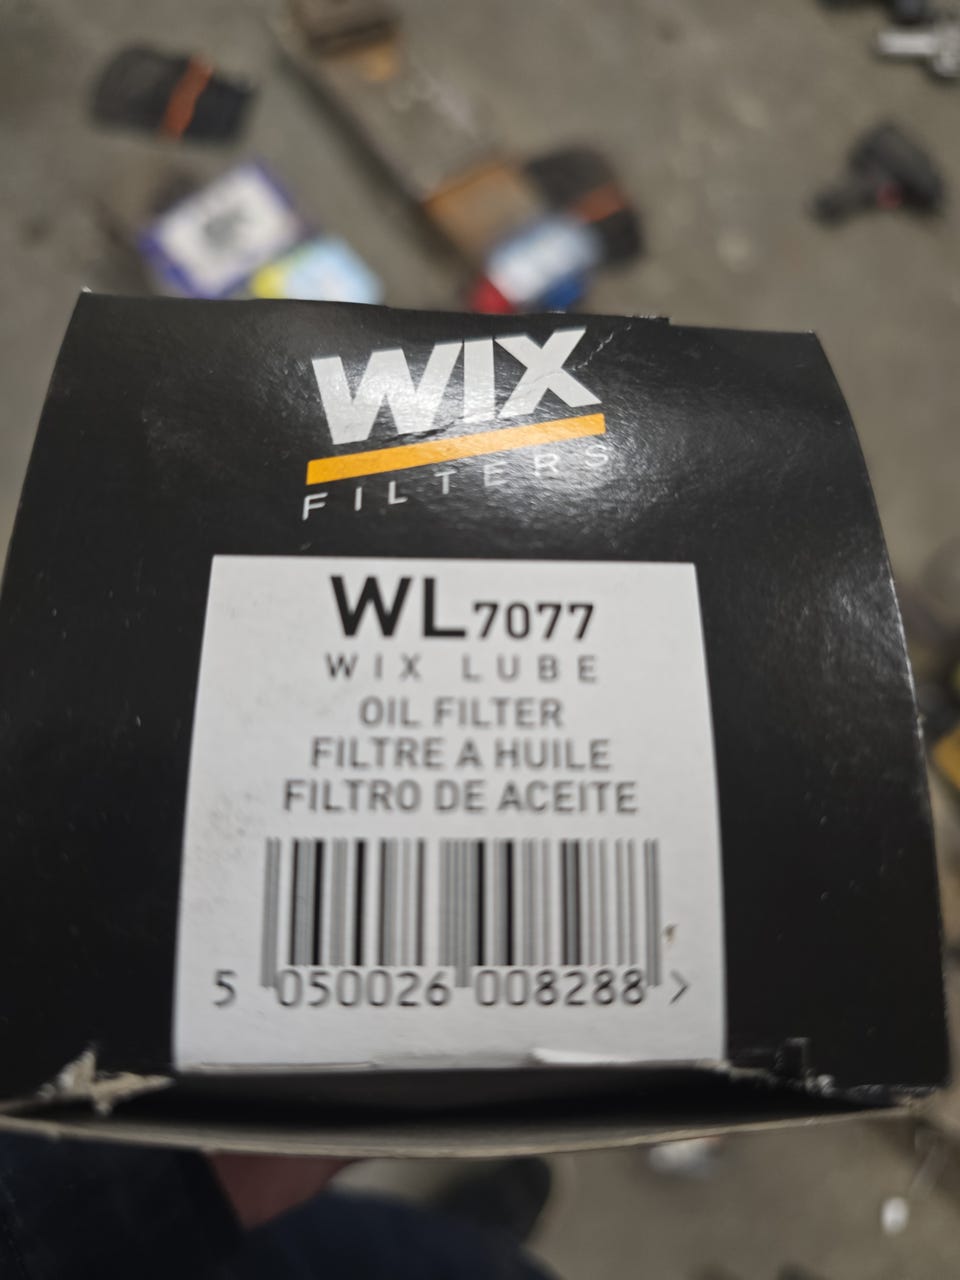 WIX
FILTERS
WL7077
WIX LUBE
OIL FILTER
FILTRE A HUILE
FILTRO DE ACEITE
5 050026 008288 >